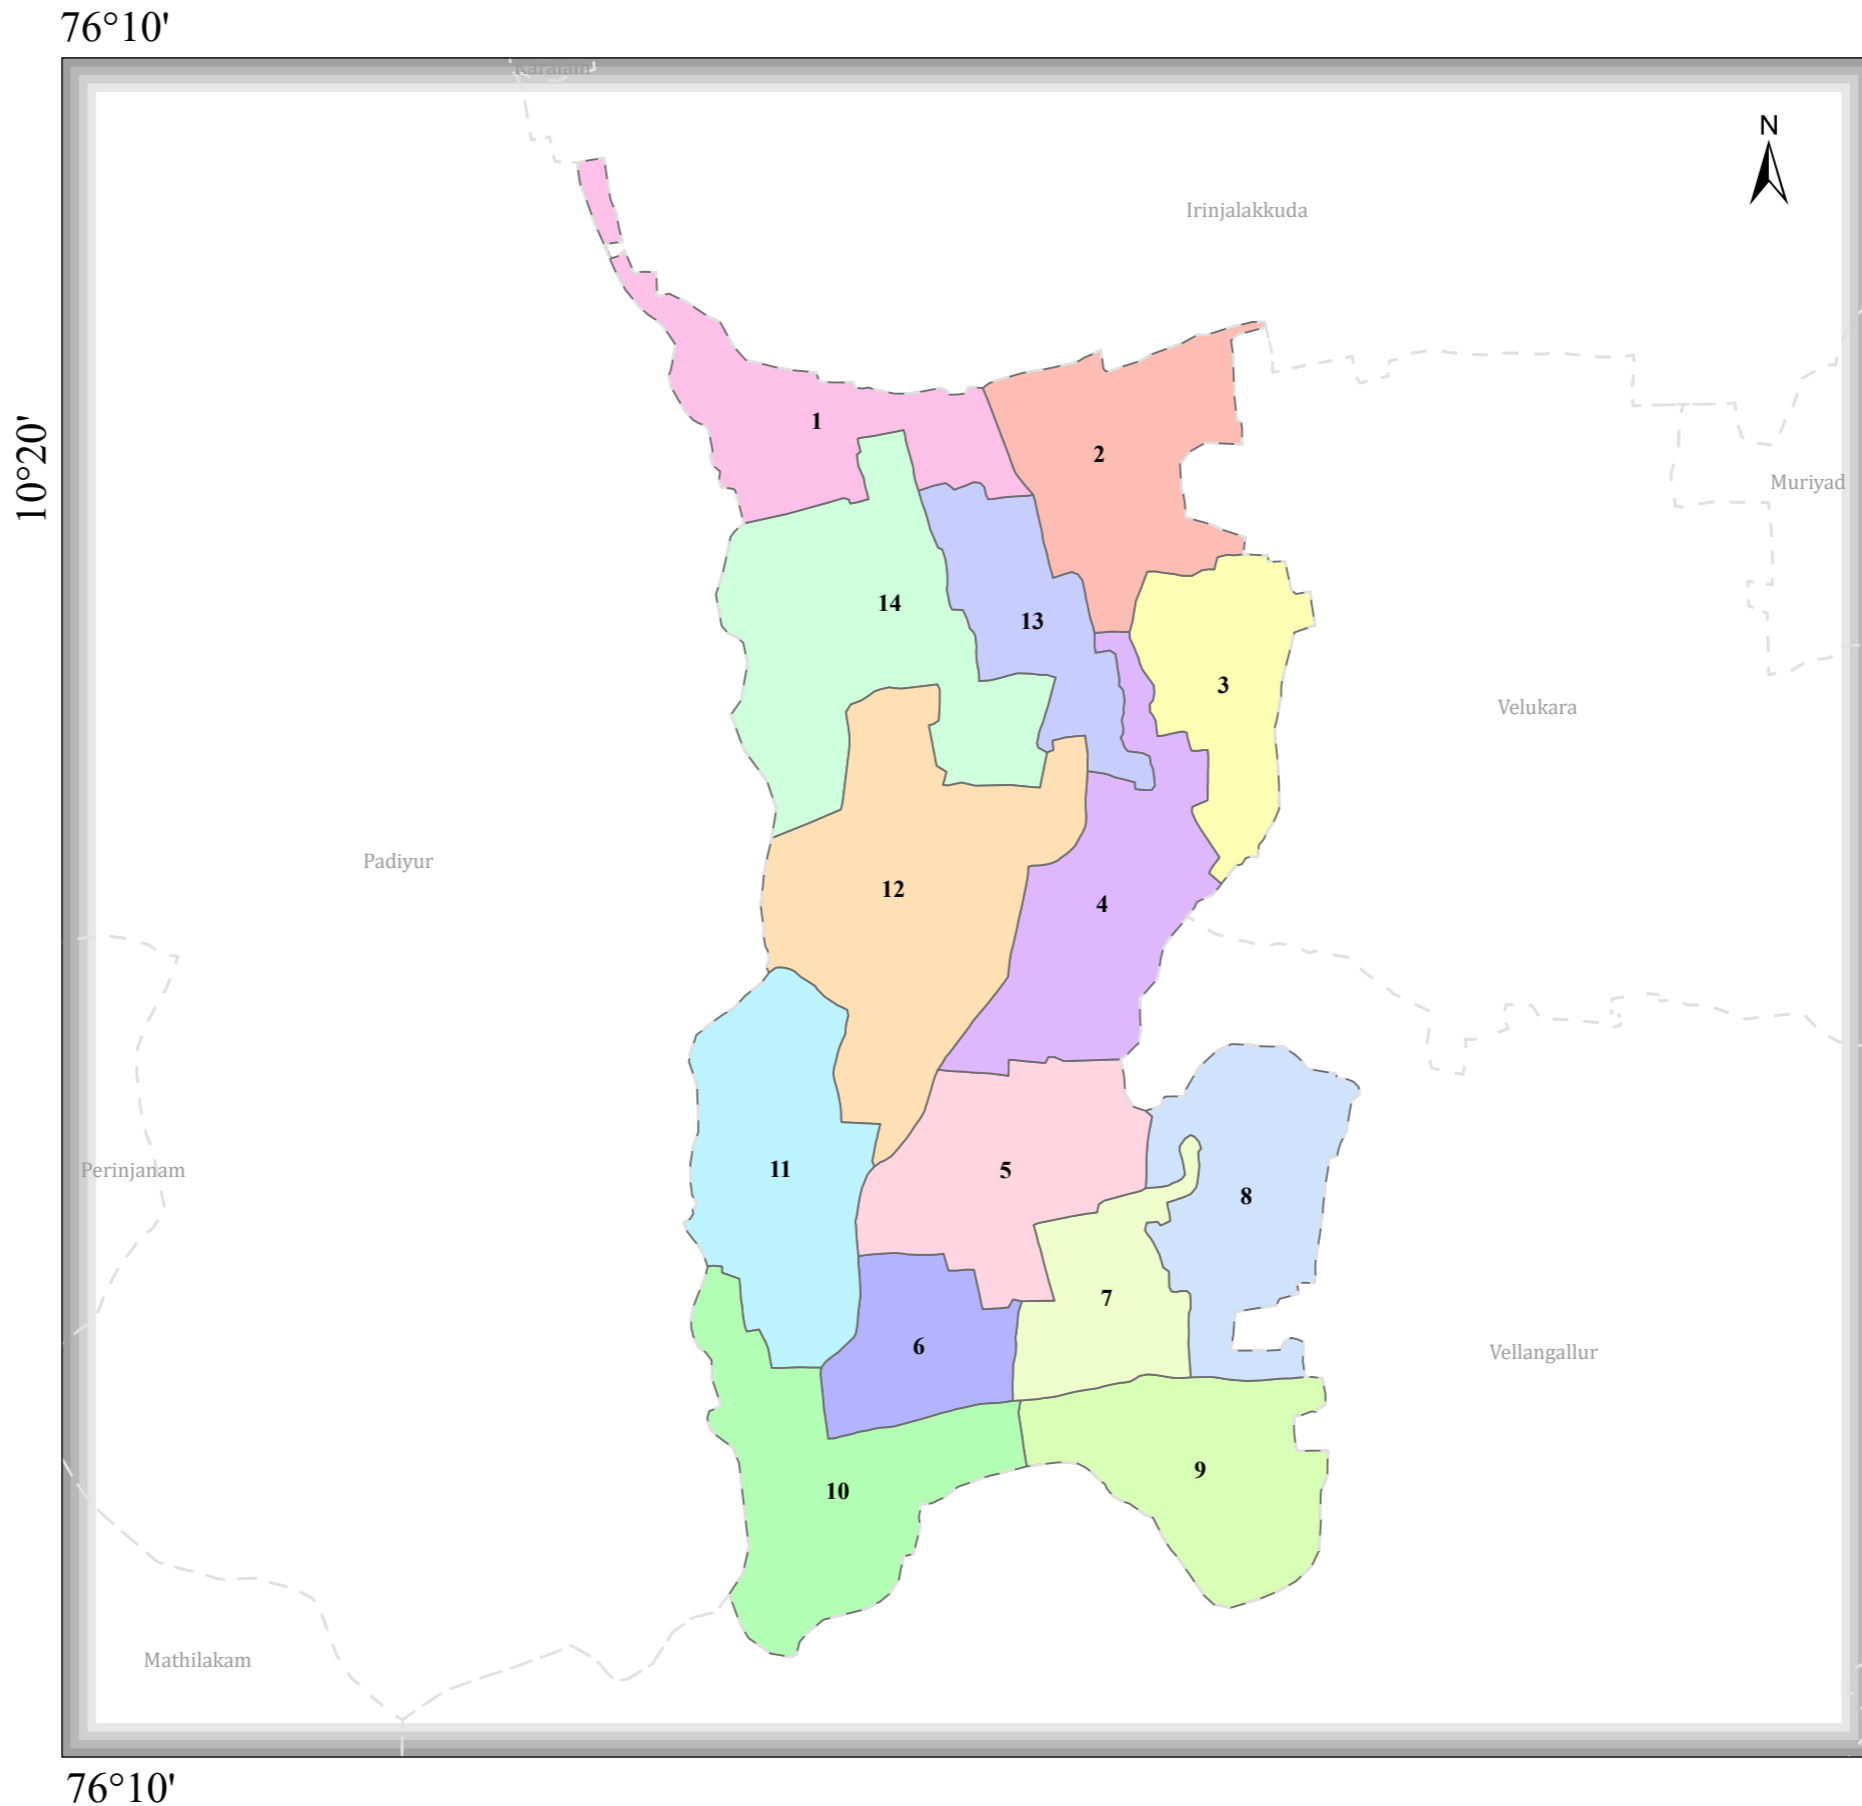 76°10'
Karalam
N
Irinjalakkuda
10°20'
1
2
Muriyad
14
13
3
Velukara
Padiyur
12
4
Perinjanam
11
5
8
7
6
Vellangallur
9
10
Mathilakam
76°10'